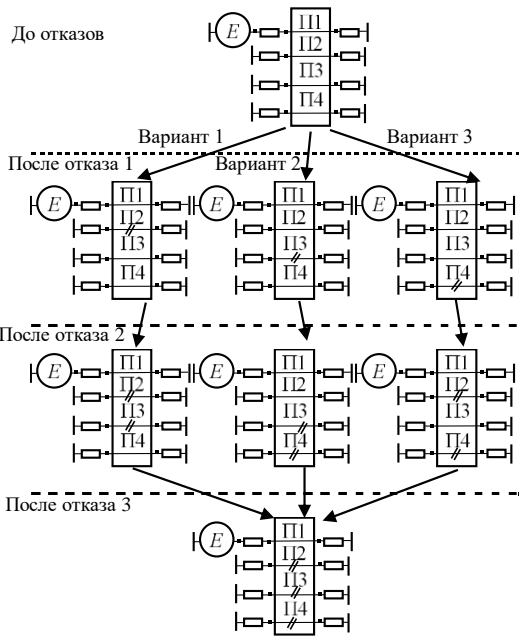 До отказов
E
П1
П2
П3
П4
Вариант 1
Вариант 2
Вариант 3
После отказа 1
E
П1
П2
П3
П4
E
П1
П2
П3
П4
E
П1
П2
П3
П4
После отказа 2
E
П1
П2
П3
П4
E
П1
П2
П3
П4
E
П1
П2
П3
П4
После отказа 3
E
П1
П2
П3
П4